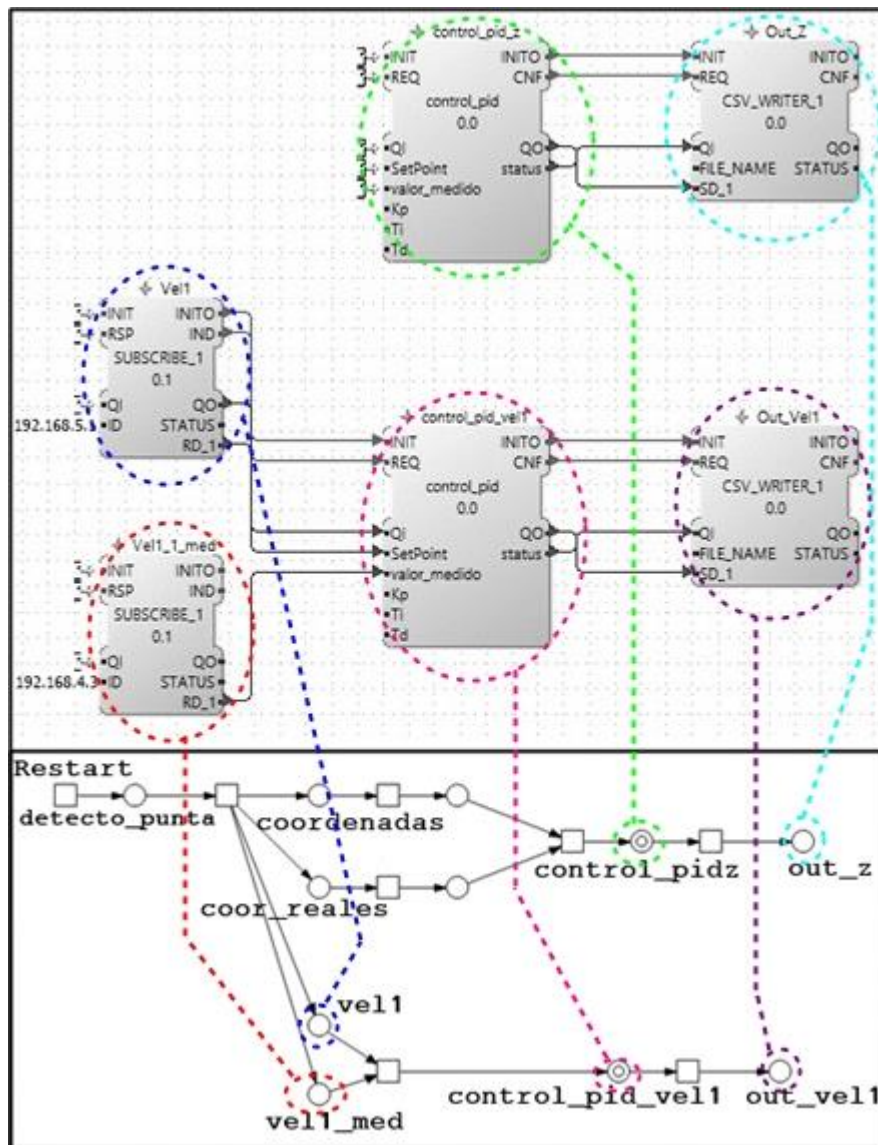 control_pid_z
INIT INITO
REQ CNF
control_pid
0.0
QI QO
SetPoint status
valor_medido
Kp
Ti
Td
Out_Z
INIT INITO
REQ CNF
CSV_WRITER_1
0.0
QI QO
FILE_NAME STATUS
SD_1
Vel1
INIT INITO
RSP IND
SUBSCRIBE_1
0.1
QI QO
192.168.5. ID STATUS
RD_1
control_pid_vel1
INIT INITO
REQ CNF
control_pid
0.0
QI QO
SetPoint status
valor_medido
Kp
Ti
Td
Out_Vel1
INIT INITO
REQ CNF
CSV_WRITER_1
0.0
QI QO
FILE_NAME STATUS
SD_1
Vel1_1_med
INIT INITO
RSP IND
SUBSCRIBE_1
0.1
QI QO
192.168.4.3 ID STATUS
RD_1
Restart
detecto_punta
coordenadas
control_pidz
out_z
coor_reales
vel1
control_pid_vel1
out_vel1
vel1_med